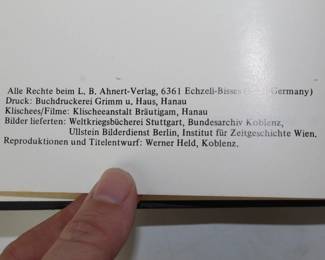 Alle Rechte beim L. B. Ahnert-Verlag, 6361 Echzell-Bisses Germany)
Druck: Buchdruckerei Grimm u. Haus, Hanau
Klischees/Filme: Klischeeanstalt Bräutigam, Hanau
Bilder lieferten: Weltkriegsbücherei Stuttgart, Bundesarchiv Koblenz,
Ullstein Bilderdienst Berlin, Institut für Zeitgeschichte Wien.
Reproduktionen und Titelentwurf: Werner Held, Koblenz.